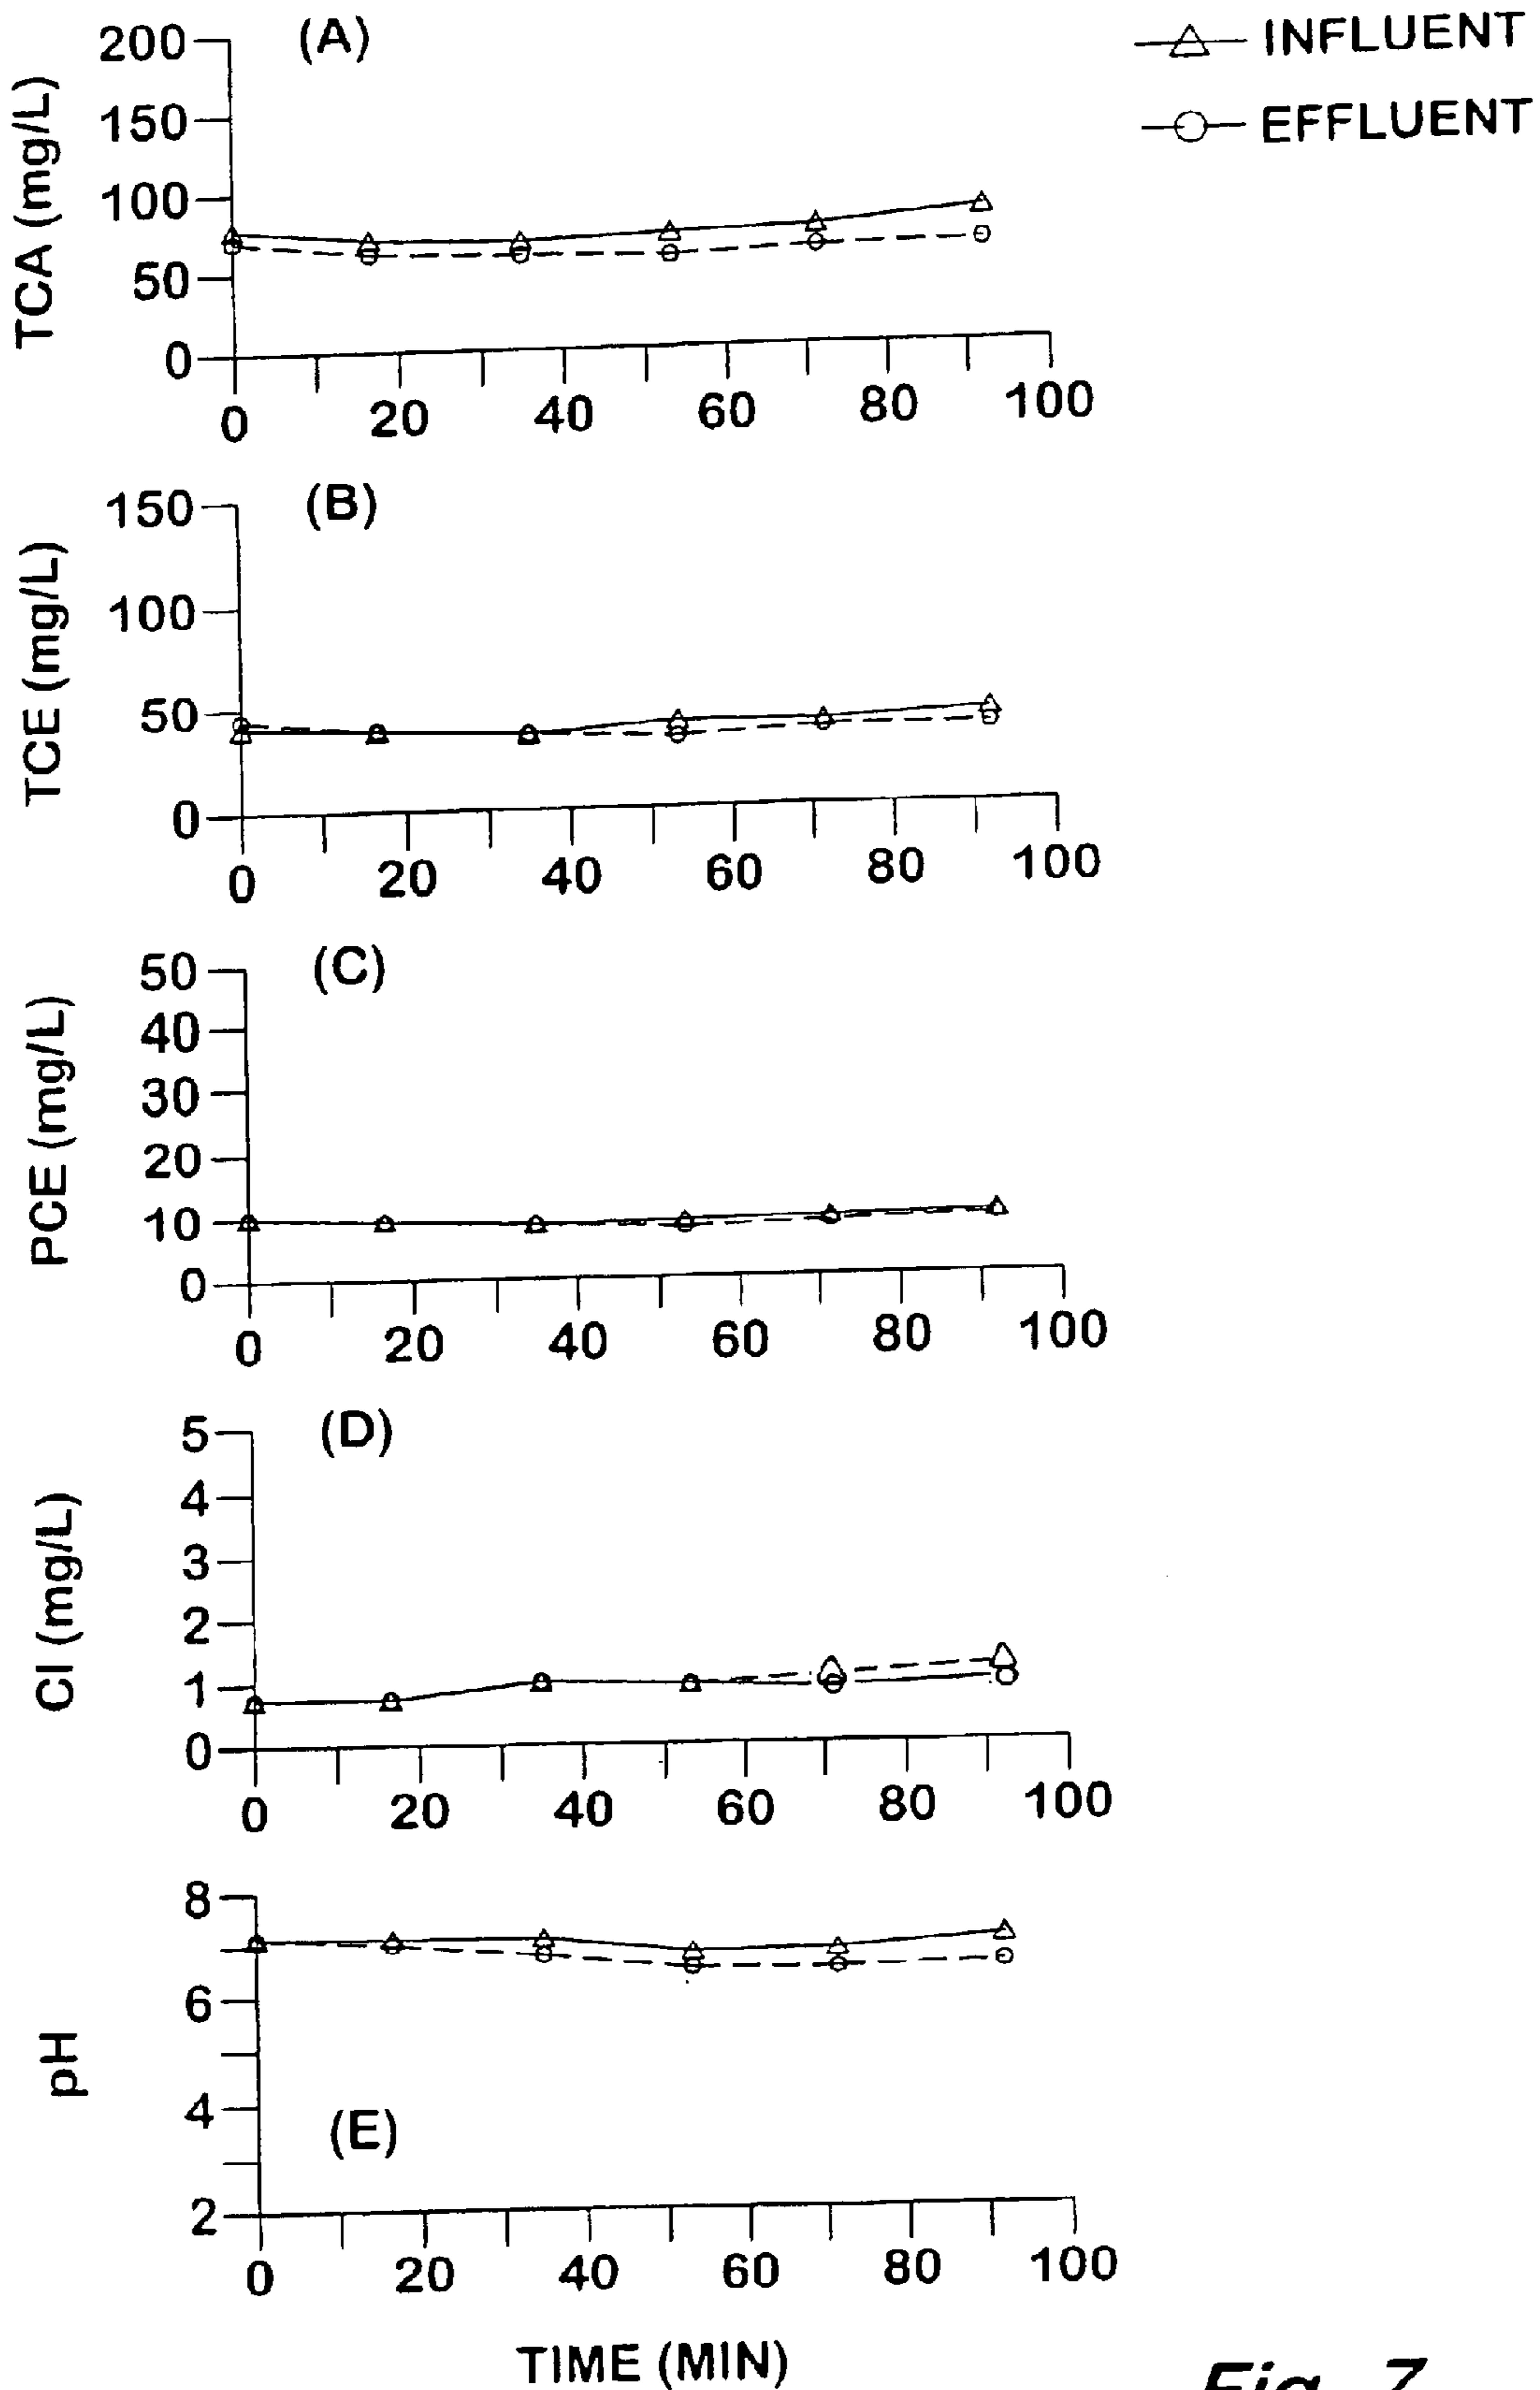 INFLUENT
EFFLUENT
(A)
TCA (mg/L)
200
150
100
50
0
0 20 40 60 80 100
(B)
TCE (mg/L)
150
100
50
0
0 20 40 60 80 100
(C)
PCE (mg/L)
50
40
30
20
10
0
0 20 40 60 80 100
(D)
Cl (mg/L)
5
4
3
2
1
0
0 20 40 60 80 100
(E)
pH
8
6
4
2
0 20 40 60 80 100
TIME (MIN)
Fig. 7